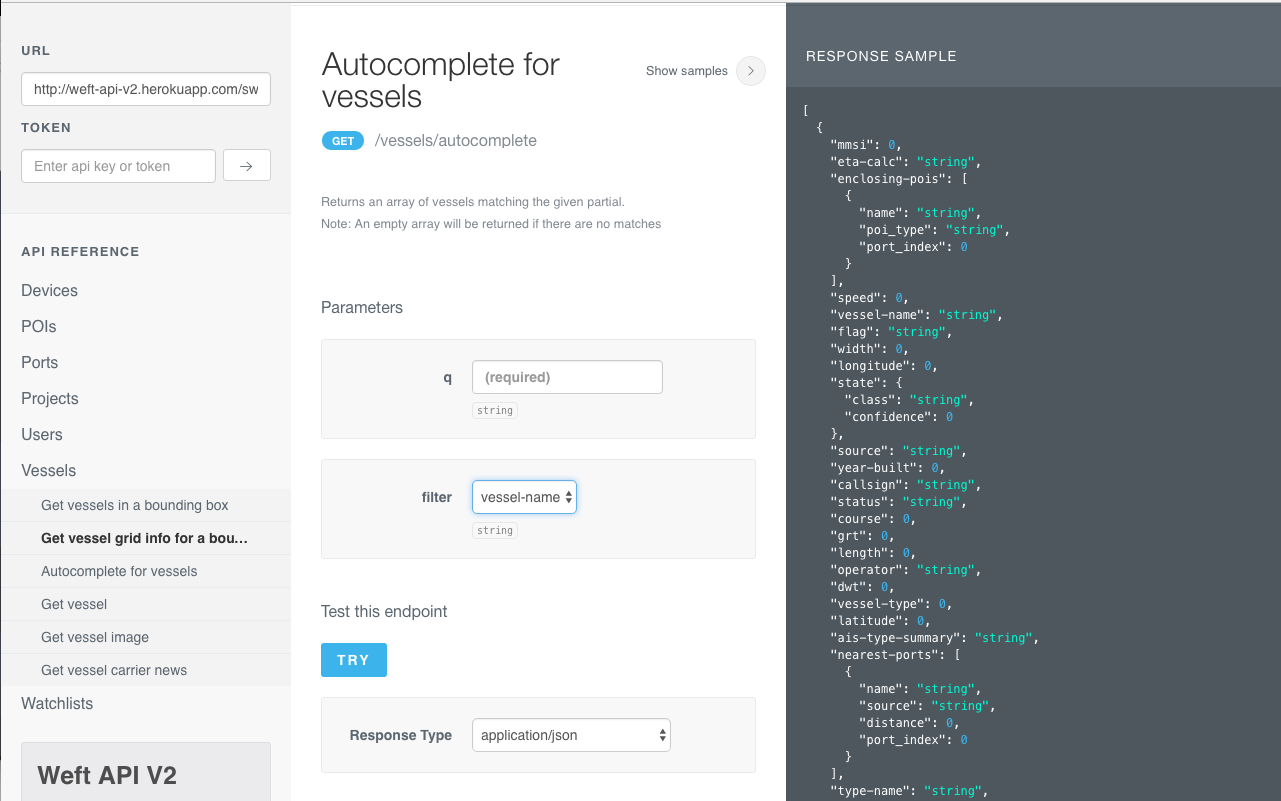 URL
http://weft-api-v2.herokuapp.com/sw
TOKEN
Enter api key or token
API REFERENCE
Devices
POIs
Ports
Projects
Users
Vessels
Get vessels in a bounding box
Get vessel grid info for a bou...
Autocomplete for vessels
Get vessel
Get vessel image
Get vessel carrier news
Watchlists
Weft API V2
Autocomplete for
vessels
Show samples
GET /vessels/autocomplete
Returns an array of vessels matching the given partial.
Note: An empty array will be returned if there are no matches
Parameters
q (required)
string
filter vessel-name
string
Test this endpoint
TRY
Response Type application/json
RESPONSE SAMPLE
[
{
"mmsi": 0,
"eta-calc": "string",
"enclosing-pois": [
{
"name": "string",
"poi_type": "string",
"port_index": 0
}
],
"speed": 0,
"vessel-name": "string",
"flag": "string",
"width": 0,
"longitude": 0,
"state": {
"class": "string",
"confidence": 0
},
"source": "string",
"year-built": 0,
"callsign": "string",
"status": "string",
"course": 0,
"grt": 0,
"length": 0,
"operator": "string",
"dwt": 0,
"vessel-type": 0,
"latitude": 0,
"ais-type-summary": "string",
"nearest-ports": [
{
"name": "string",
"source": "string",
"distance": 0,
"port_index": 0
}
],
"type-name": "string",